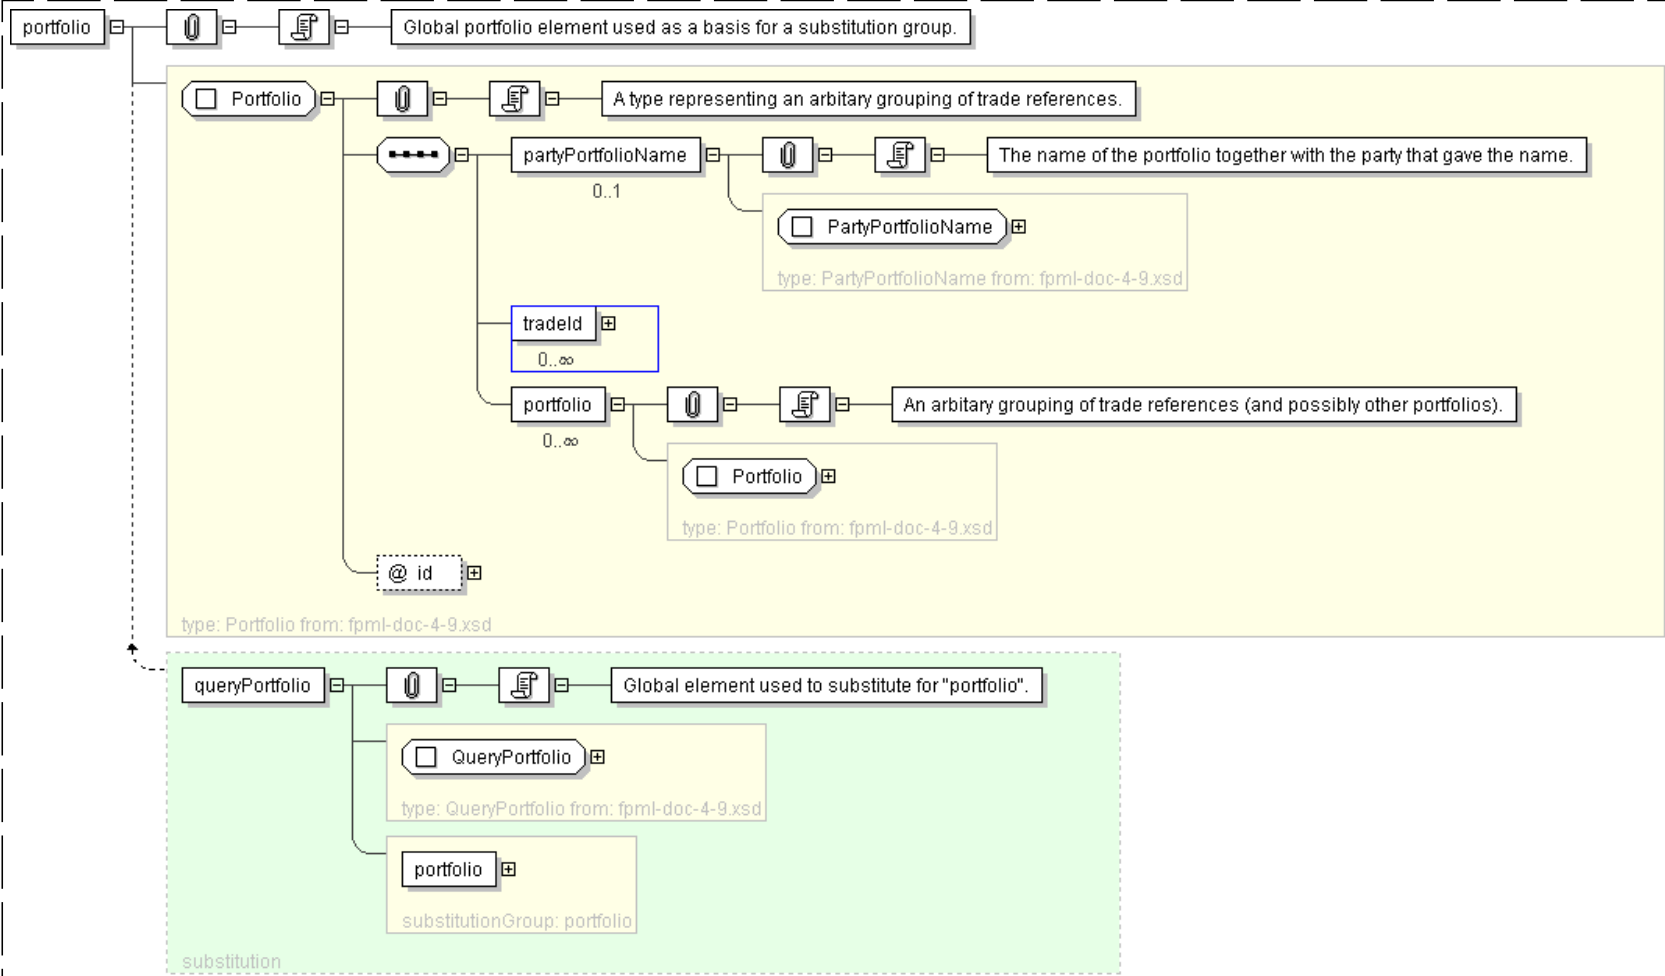 portfolio
Global portfolio element used as a basis for a substitution group.
Portfolio
A type representing an arbitary grouping of trade references.
partyPortfolioName
The name of the portfolio together with the party that gave the name.
0..1
PartyPortfolioName
type: PartyPortfolioName from: fpml-doc-4-9.xsd
tradeId
0..∞
portfolio
An arbitary grouping of trade references (and possibly other portfolios).
0..∞
Portfolio
type: Portfolio from: fpml-doc-4-9.xsd
@ id
type: Portfolio from: fpml-doc-4-9.xsd
queryPortfolio
Global element used to substitute for "portfolio".
QueryPortfolio
type: QueryPortfolio from: fpml-doc-4-9.xsd
portfolio
substitutionGroup: portfolio
substitution